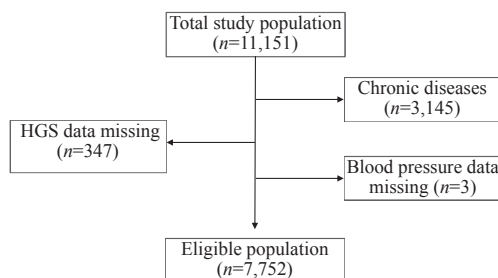 Total study population
(n=11,151)
Chronic diseases
(n=3,145)
HGS data missing
(n=347)
Blood pressure data
missing (n=3)
Eligible population
(n=7,752)